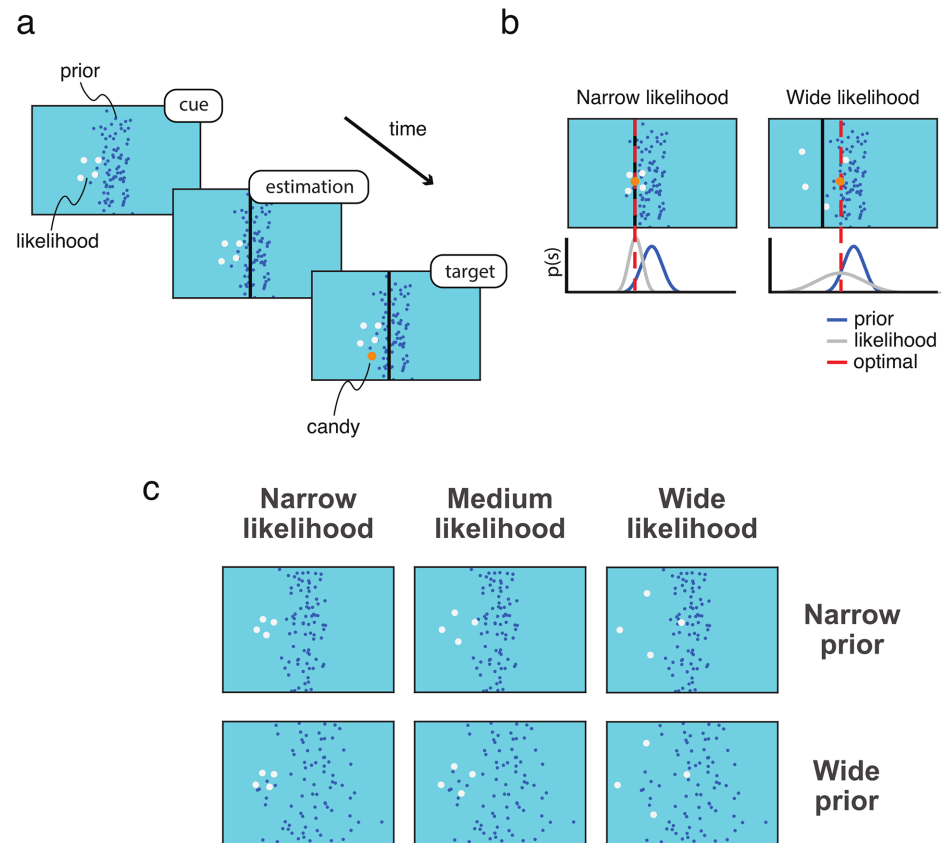 a
prior
cue
time
estimation
likelihood
target
candy
b
Narrow likelihood
Wide likelihood
p(s)
prior
likelihood
optimal
c
Narrow
likelihood
Medium
likelihood
Wide
likelihood
Narrow
prior
Wide
prior